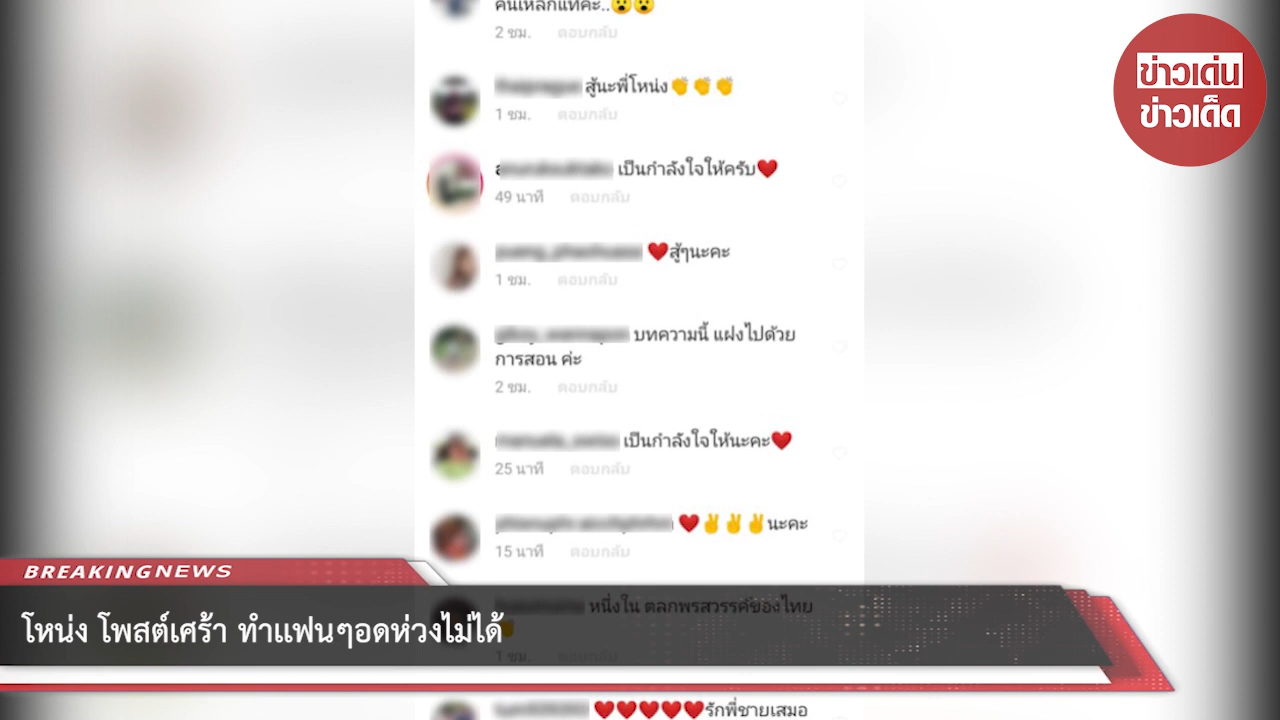 คนเหล็กแท้ค่ะ..😮😮
2 ชม. ตอบกลับ
สู้นะพี่โหน่ง👏👏👏
1 ชม. ตอบกลับ
เป็นกำลังใจให้ครับ❤️
49 นาที ตอบกลับ
❤️สู้ๆนะคะ
1 ชม. ตอบกลับ
บทความนี้ แฝงไปด้วย
การสอน ค่ะ
2 ชม. ตอบกลับ
เป็นกำลังใจให้นะคะ❤️
25 นาที ตอบกลับ
❤️✌️✌️✌️นะคะ
15 นาที ตอบกลับ
หนึ่งใน ตลกพรสวรรค์ของไทย
1 ชม. ตอบกลับ
❤️❤️❤️❤️❤️รักพี่ชายเสมอ
ข่าวเด่น
ข่าวเด็ด
BREAKINGNEWS
โหน่ง โพสต์เศร้า ทำแฟนๆอดห่วงไม่ได้